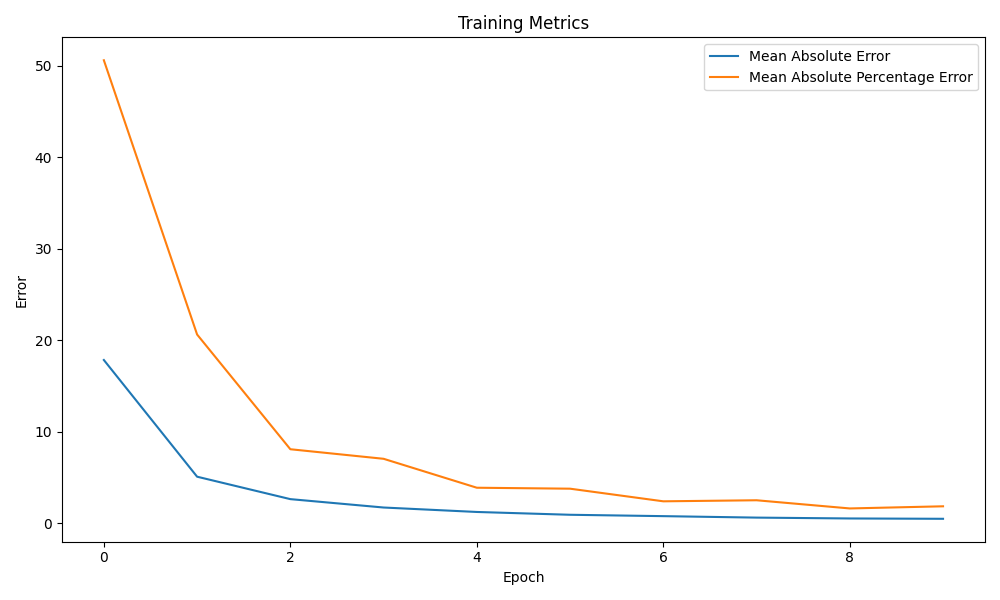 Training Metrics
Mean Absolute Error
Mean Absolute Percentage Error
50
40
30
20
10
0
Error
0 2 4 6 8
Epoch